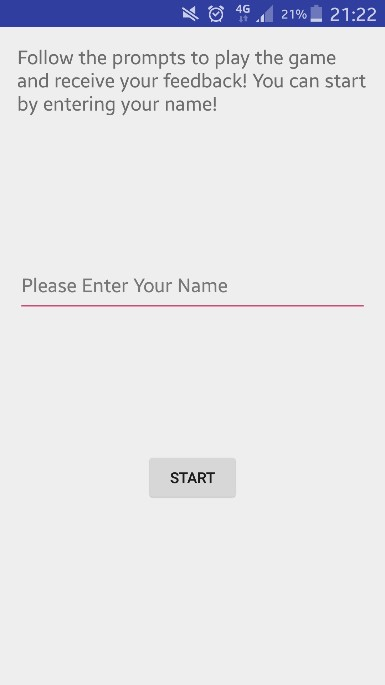 4G 21% 21:22
Follow the prompts to play the game
and receive your feedback! You can start
by entering your name!
Please Enter Your Name
START